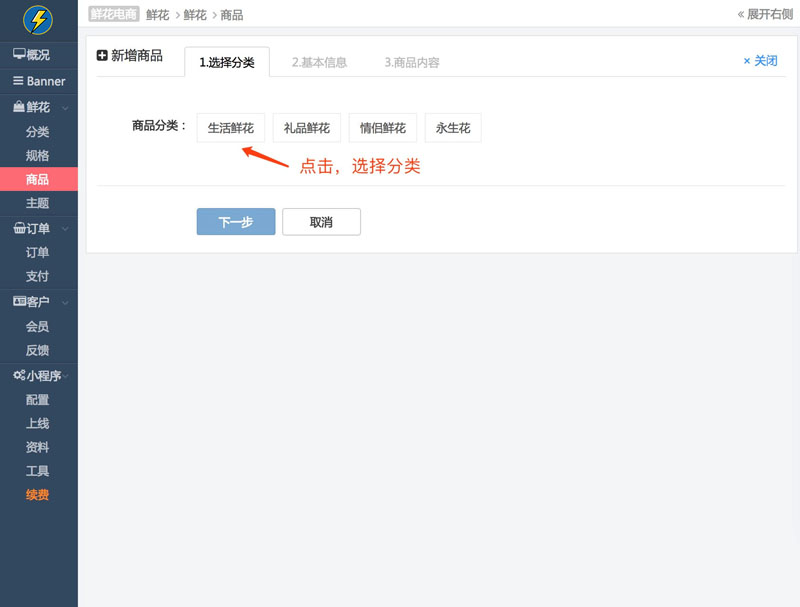 鲜花电商 鲜花 > 鲜花 > 商品
« 展开右侧
概况
Banner
鲜花
分类
规格
商品
主题
订单
订单
支付
客户
会员
反馈
小程序
配置
上线
资料
工具
续费
新增商品
1.选择分类
2.基本信息
3.商品内容
× 关闭
商品分类：
生活鲜花
礼品鲜花
情侣鲜花
永生花
点击，选择分类
下一步
取消